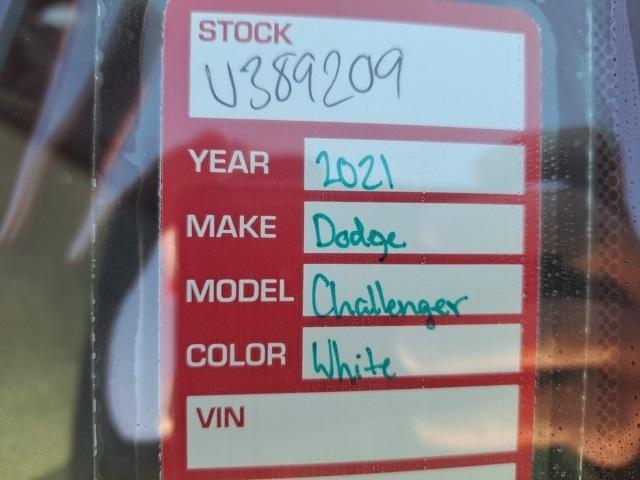 STOCK
U389209
YEAR 2021
MAKE Dodge
MODEL Challenger
COLOR White
VIN